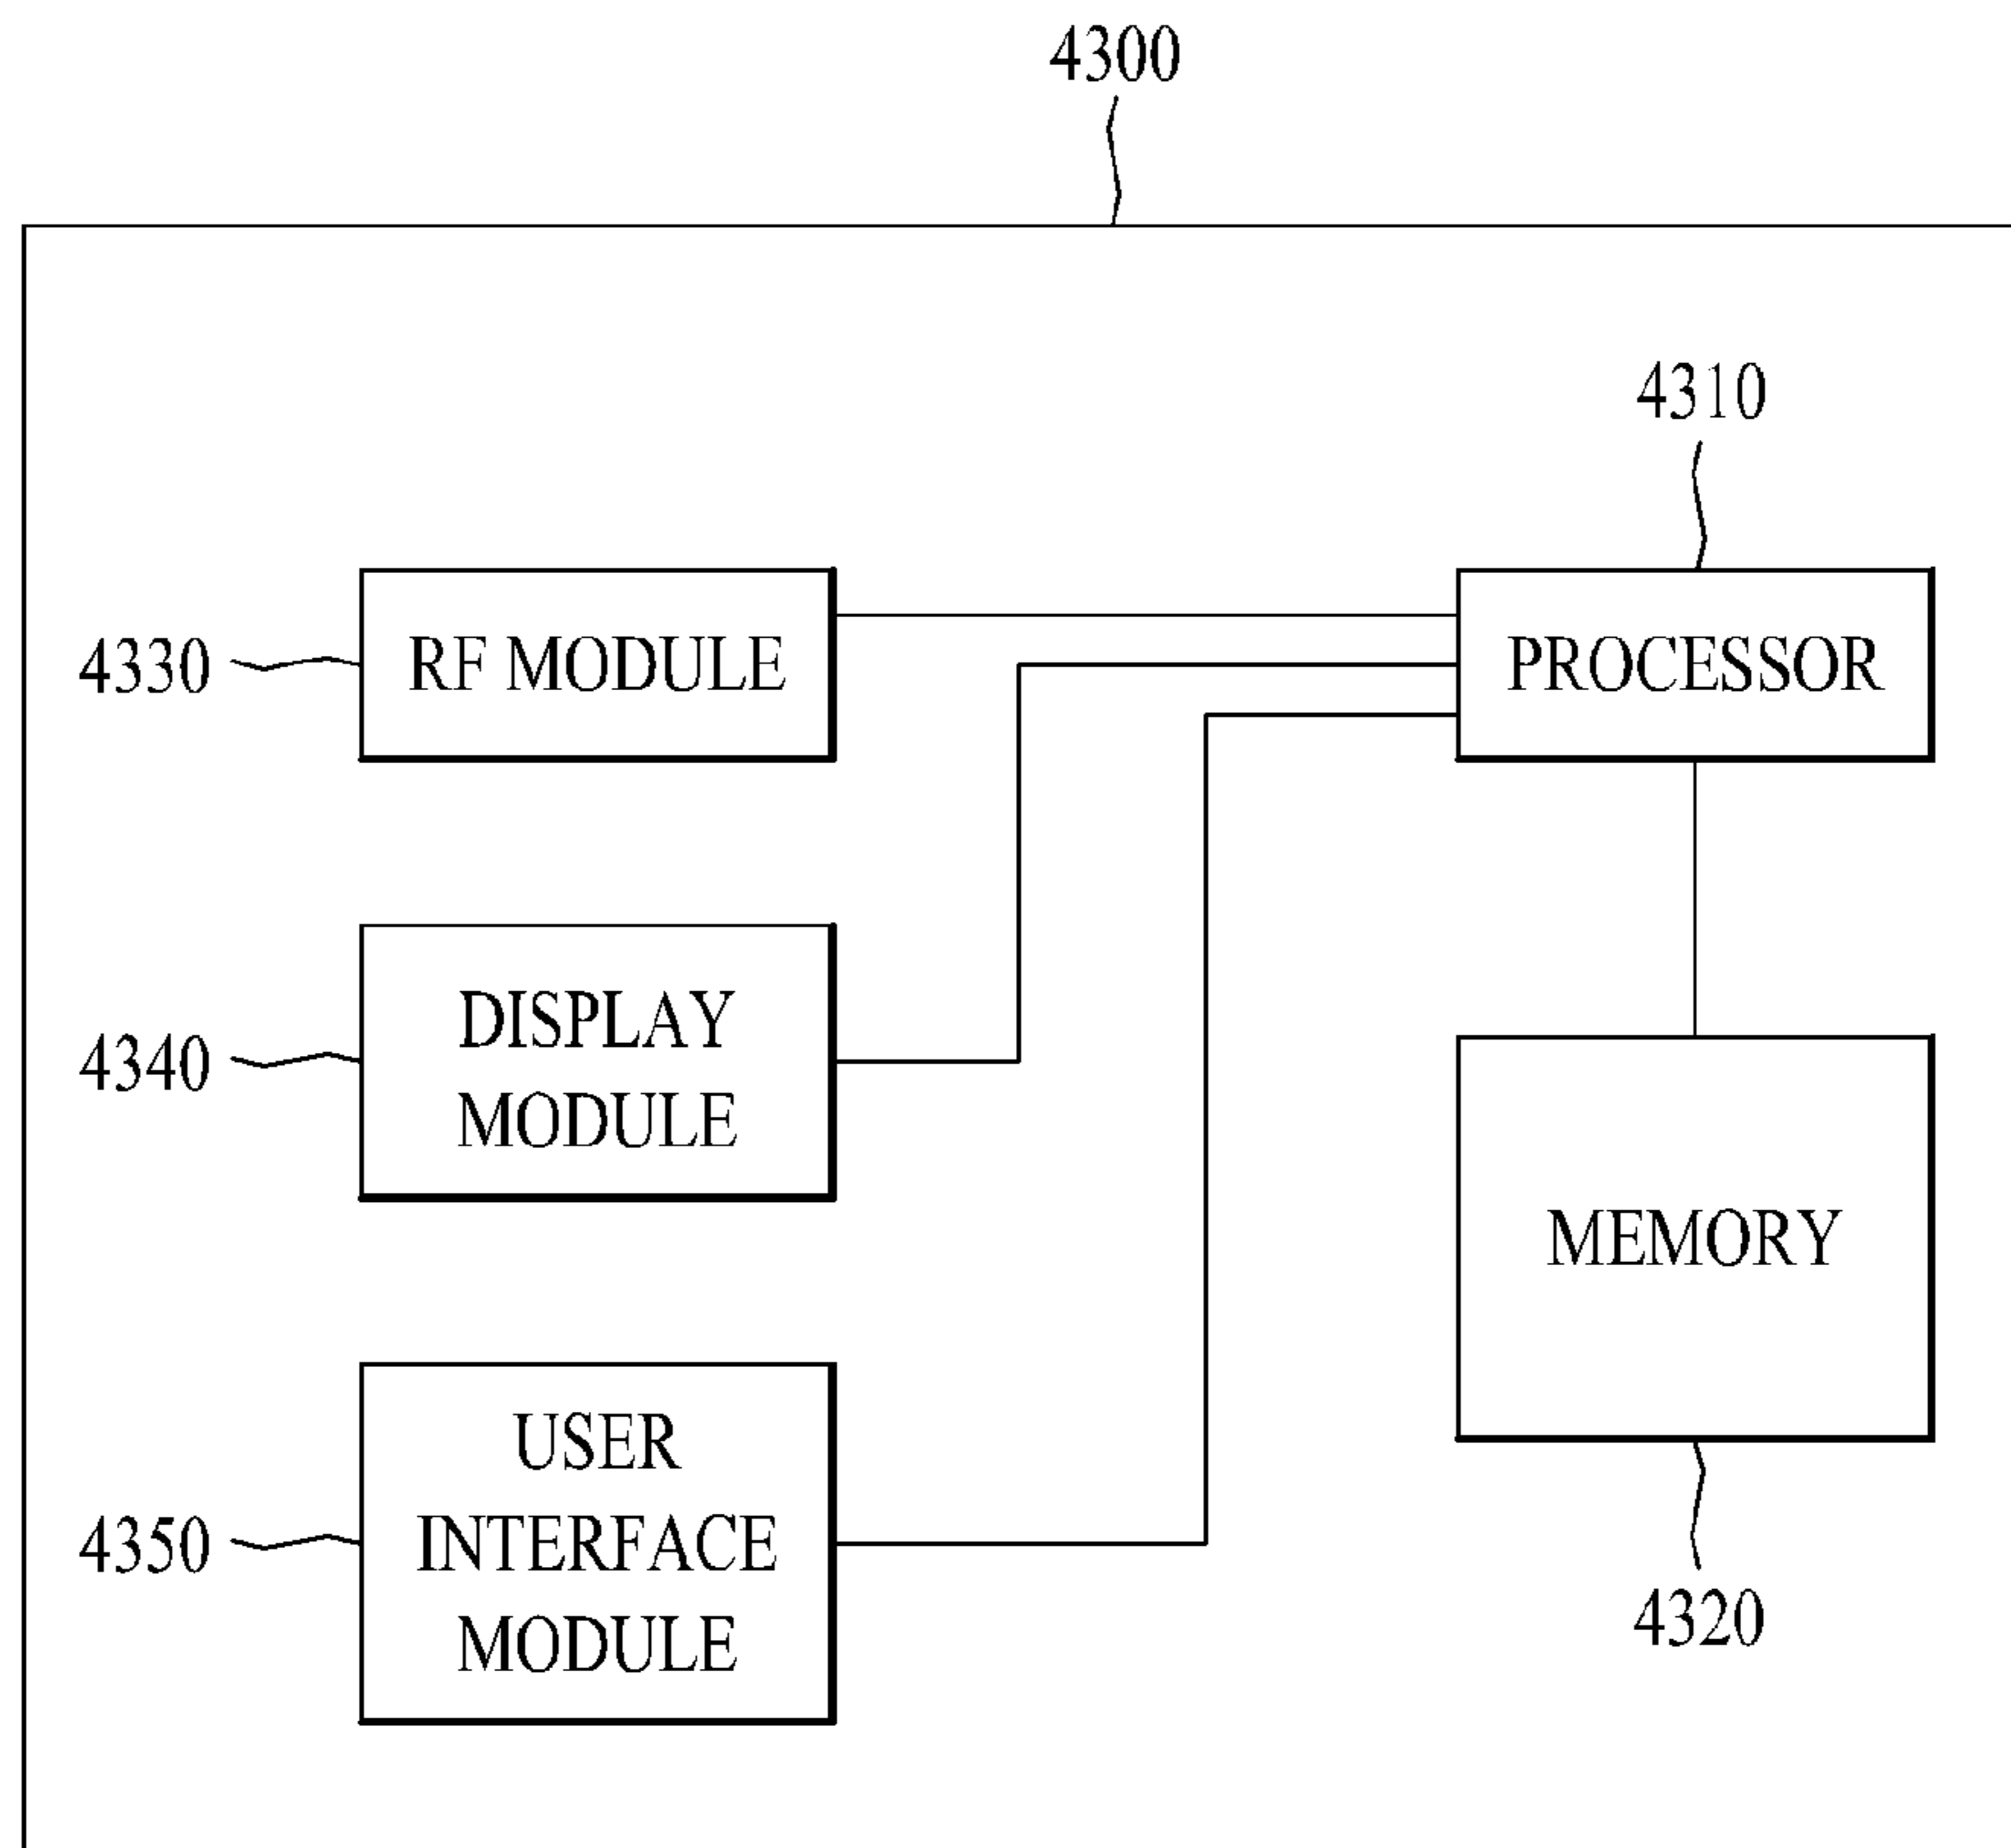 4300
4310
4330
RF MODULE
PROCESSOR
4340
DISPLAY
MODULE
MEMORY
4350
USER
INTERFACE
MODULE
4320